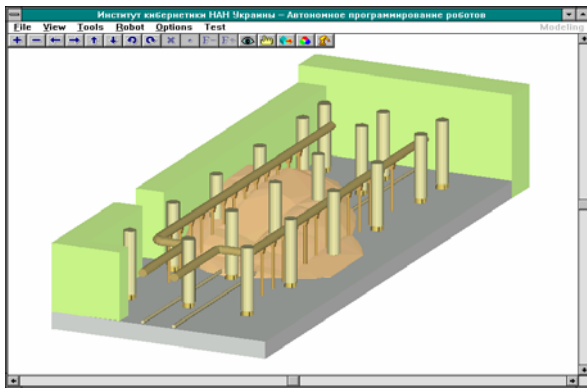 Институт кибернетики НАН Украины – Автономное программирование роботов
File View Tools Robot Options Test Modeling